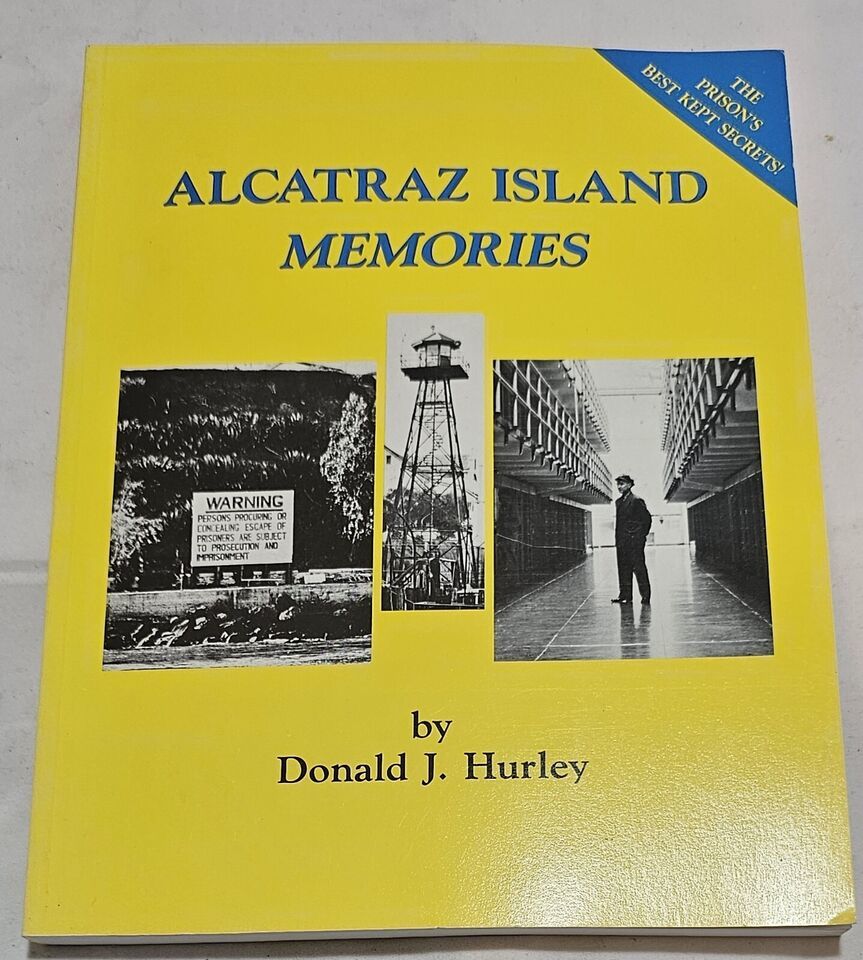 THE
PRISON'S
BEST KEPT SECRETS!
ALCATRAZ ISLAND
MEMORIES
WARNING
PERSONS PROCURING OR
CONCEALING ESCAPE OF
PRISONERS ARE SUBJECT
TO PROSECUTION AND
IMPRISONMENT
by
Donald J. Hurley